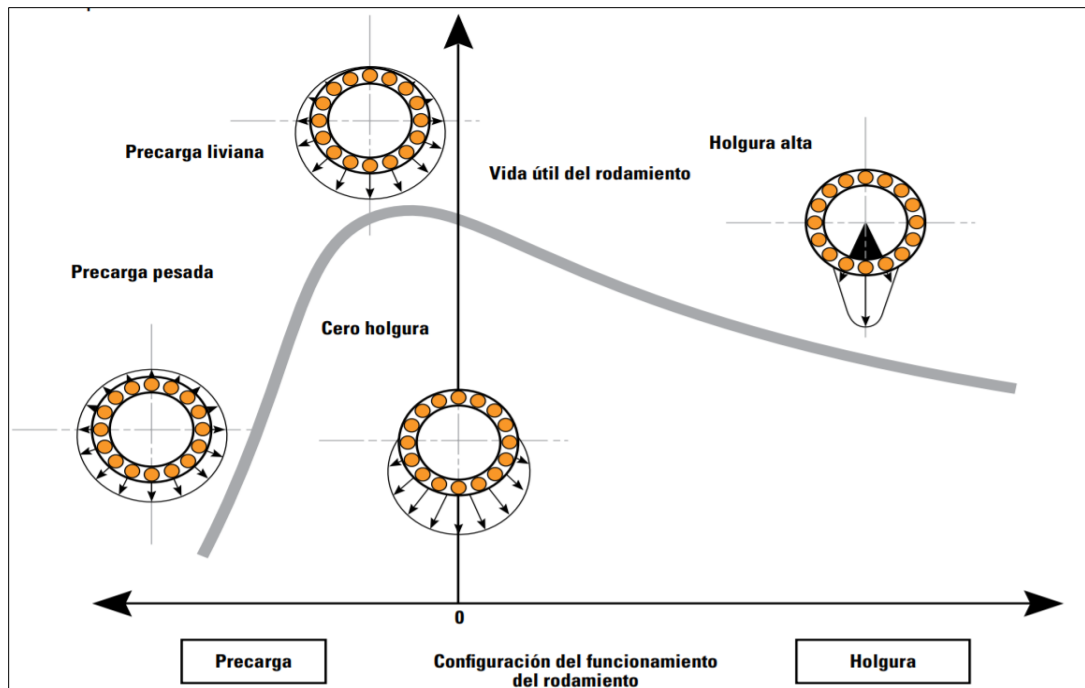 Precarga liviana
Holgura alta
Vida útil del rodamiento
Precarga pesada
Cero holgura
0
Precarga
Configuración del funcionamiento
del rodamiento
Holgura